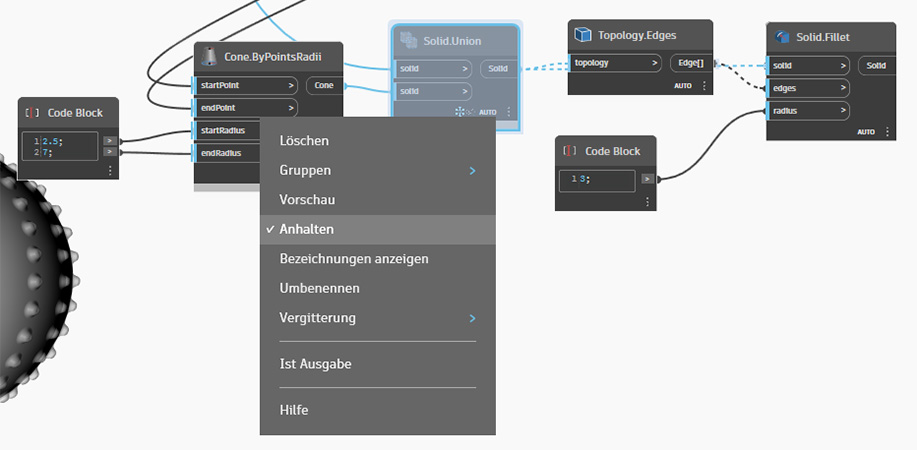 Code Block
1 2.5;
2 7;
>
>
Cone.ByPointsRadii
startPoint >
endPoint >
startRadius
endRadius
Cone
Solid.Union
solid >
solid >
Solid
AUTO
Topology.Edges
topology >
Edge[]
AUTO
Solid.Fillet
solid >
edges >
radius >
Solid
AUTO
Code Block
1 3;
>
Löschen
Gruppen >
Vorschau
✓ Anhalten
Bezeichnungen anzeigen
Umbenennen
Vergitterung >
Ist Ausgabe
Hilfe